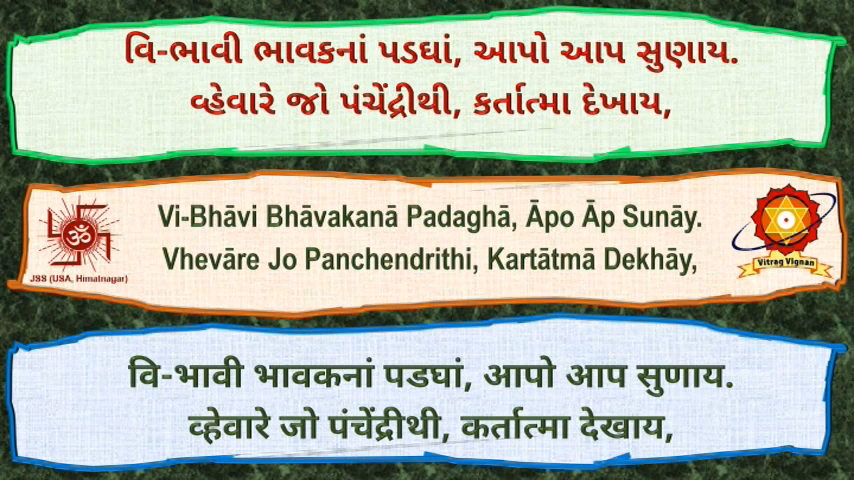 વિ-ભાવી ભાવકનાં પડઘાં, આપો આપ સુણાય.
વ્હેવારે જો પંચેંદ્રીથી, કર્તાત્મા દેખાય,
Vi-Bhāvi Bhāvakanā Padaghā, Āpo Āp Sunāy.
Vhevāre Jo Panchendrithi, Kartātmā Dekhāy,
ॐ
JSS (USA, Himatnagar)
Vitrag Vignan
वि-भावी भावकनां पडघां, आपो आप सुणाय.
व्हेवारे जो पंचेंद्रीथी, कर्तात्मा देखाय,